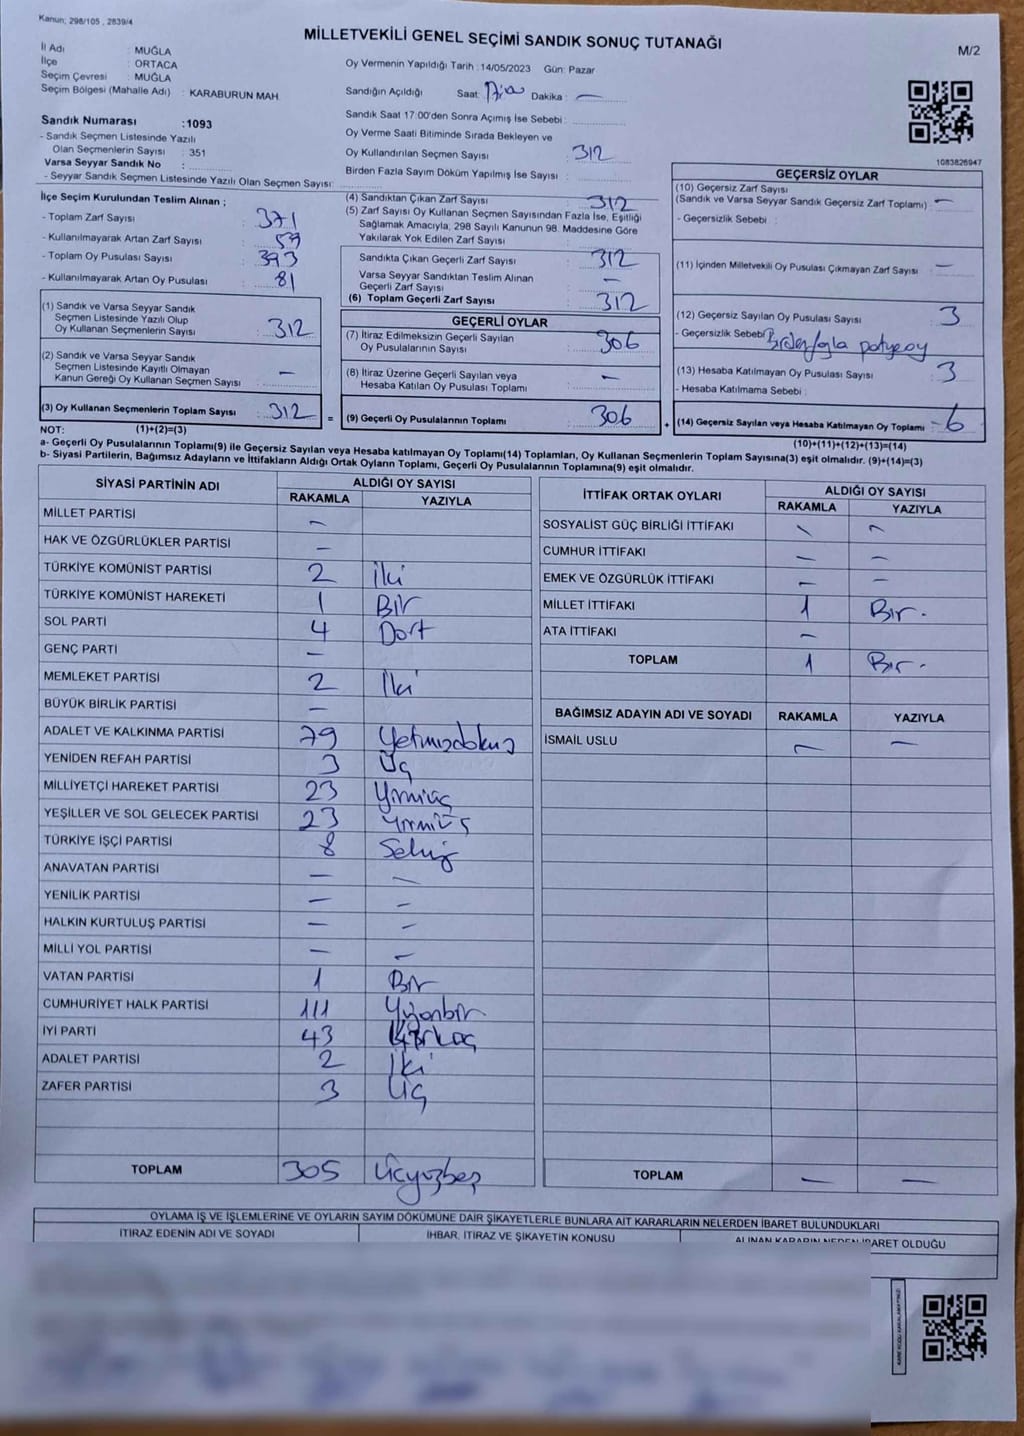 Kanun; 298/105 , 2839/4
MİLLETVEKİLİ GENEL SEÇİMİ SANDIK SONUÇ TUTANAĞI
M/2
İl Adı : MUĞLA
İlçe : ORTACA
Seçim Çevresi : MUĞLA
Seçim Bölgesi (Mahalle Adı) : KARABURUN MAH
Sandık Numarası :1093
- Sandık Seçmen Listesinde Yazılı
Olan Seçmenlerin Sayısı : 351
Varsa Seyyar Sandık No :
- Seyyar Sandık Seçmen Listesinde Yazılı Olan Seçmen Sayısı:
Oy Vermenin Yapıldığı Tarih :14/05/2023 Gün: Pazar
Sandığın Açıldığı Saat: Dakika : —
Sandık Saat 17:00'den Sonra Açımış İse Sebebi :
Oy Verme Saati Bitiminde Sırada Bekleyen ve
Oy Kullandırılan Seçmen Sayısı : 312
Birden Fazla Sayım Döküm Yapılmış İse Sayısı :
1083826947
İlçe Seçim Kurulundan Teslim Alınan ;
- Toplam Zarf Sayısı : 371
- Kullanılmayarak Artan Zarf Sayısı : 59
- Toplam Oy Pusulası Sayısı : 393
- Kullanılmayarak Artan Oy Pusulası : 81
(1) Sandık ve Varsa Seyyar Sandık
Seçmen Listesinde Yazılı Olup
Oy Kullanan Seçmenlerin Sayısı : 312
(2) Sandık ve Varsa Seyyar Sandık
Seçmen Listesinde Kayıtlı Olmayan
Kanun Gereği Oy Kullanan Seçmen Sayısı : —
(3) Oy Kullanan Seçmenlerin Toplam Sayısı : 312 =
(4) Sandıktan Çıkan Zarf Sayısı : 312
(5) Zarf Sayısı Oy Kullanan Seçmen Sayısından Fazla İse, Eşitliği
Sağlamak Amacıyla, 298 Sayılı Kanunun 98. Maddesine Göre
Yakılarak Yok Edilen Zarf Sayısı :
Sandıkta Çıkan Geçerli Zarf Sayısı : 312
Varsa Seyyar Sandıktan Teslim Alınan
Geçerli Zarf Sayısı : —
(6) Toplam Geçerli Zarf Sayısı : 312
GEÇERLİ OYLAR
(7) İtiraz Edilmeksizin Geçerli Sayılan
Oy Pusulalarının Sayısı : 306
(8) İtiraz Üzerine Geçerli Sayılan veya
Hesaba Katılan Oy Pusulası Toplamı : —
(9) Geçerli Oy Pusulalarının Toplamı : 306 +
GEÇERSİZ OYLAR
(10) Geçersiz Zarf Sayısı
(Sandık ve Varsa Seyyar Sandık Geçersiz Zarf Toplamı) : —
- Geçersizlik Sebebi :
(11) İçinden Milletvekili Oy Pusulası Çıkmayan Zarf Sayısı : —
(12) Geçersiz Sayılan Oy Pusulası Sayısı : 3
- Geçersizlik Sebebi : Birden fazla
(13) Hesaba Katılmayan Oy Pusulası Sayısı : 3
- Hesaba Katılmama Sebebi :
(14) Geçersiz Sayılan veya Hesaba Katılmayan Oy Toplamı : 6
NOT: (1)+(2)=(3)
(10)+(11)+(12)+(13)=(14)
a- Geçerli Oy Pusulalarının Toplamı(9) ile Geçersiz Sayılan veya Hesaba katılmayan Oy Toplamı(14) Toplamları, Oy Kullanan Seçmenlerin Toplam Sayısına(3) eşit olmalıdır. (9)+(14)=(3)
b- Siyasi Partilerin, Bağımsız Adayların ve İttifakların Aldığı Ortak Oyların Toplamı, Geçerli Oy Pusulalarının Toplamına(9) eşit olmalıdır.
SİYASİ PARTİNİN ADI ALDIĞI OY SAYISI
RAKAMLA YAZIYLA
MİLLET PARTİSİ —
HAK VE ÖZGÜRLÜKLER PARTİSİ —
TÜRKİYE KOMÜNİST PARTİSİ 2 İki
TÜRKİYE KOMÜNİST HAREKETİ 1 Bir
SOL PARTİ 4 Dört
GENÇ PARTİ —
MEMLEKET PARTİSİ 2 İki
BÜYÜK BİRLİK PARTİSİ —
ADALET VE KALKINMA PARTİSİ 79 Yetmişdokuz
YENİDEN REFAH PARTİSİ 3 Üç
MİLLİYETÇİ HAREKET PARTİSİ 23 Yirmiüç
YEŞİLLER VE SOL GELECEK PARTİSİ 23 Yirmiüç
TÜRKİYE İŞÇİ PARTİSİ 8 Sekiz
ANAVATAN PARTİSİ — —
YENİLİK PARTİSİ — —
HALKIN KURTULUŞ PARTİSİ — —
MİLLİ YOL PARTİSİ — —
VATAN PARTİSİ 1 Bir
CUMHURİYET HALK PARTİSİ 111 Yüzonbir
İYİ PARTİ 43 Kırküç
ADALET PARTİSİ 2 İki
ZAFER PARTİSİ 3 Üç
TOPLAM 305 Üçyüzbeş
İTTİFAK ORTAK OYLARI ALDIĞI OY SAYISI
RAKAMLA YAZIYLA
SOSYALİST GÜÇ BİRLİĞİ İTTİFAKI — —
CUMHUR İTTİFAKI — —
EMEK VE ÖZGÜRLÜK İTTİFAKI — —
MİLLET İTTİFAKI 1 Bir.
ATA İTTİFAKI —
TOPLAM 1 Bir.
BAĞIMSIZ ADAYIN ADI VE SOYADI RAKAMLA YAZIYLA
İSMAİL USLU — —
TOPLAM — —
OYLAMA İŞ VE İŞLEMLERİNE VE OYLARIN SAYIM DÖKÜMÜNE DAİR ŞİKAYETLERLE BUNLARA AİT KARARLARIN NELERDEN İBARET BULUNDUKLARI
İTİRAZ EDENİN ADI VE SOYADI İHBAR, İTİRAZ VE ŞİKAYETİN KONUSU ALINAN KARARIN NEDEN İBARET OLDUĞU